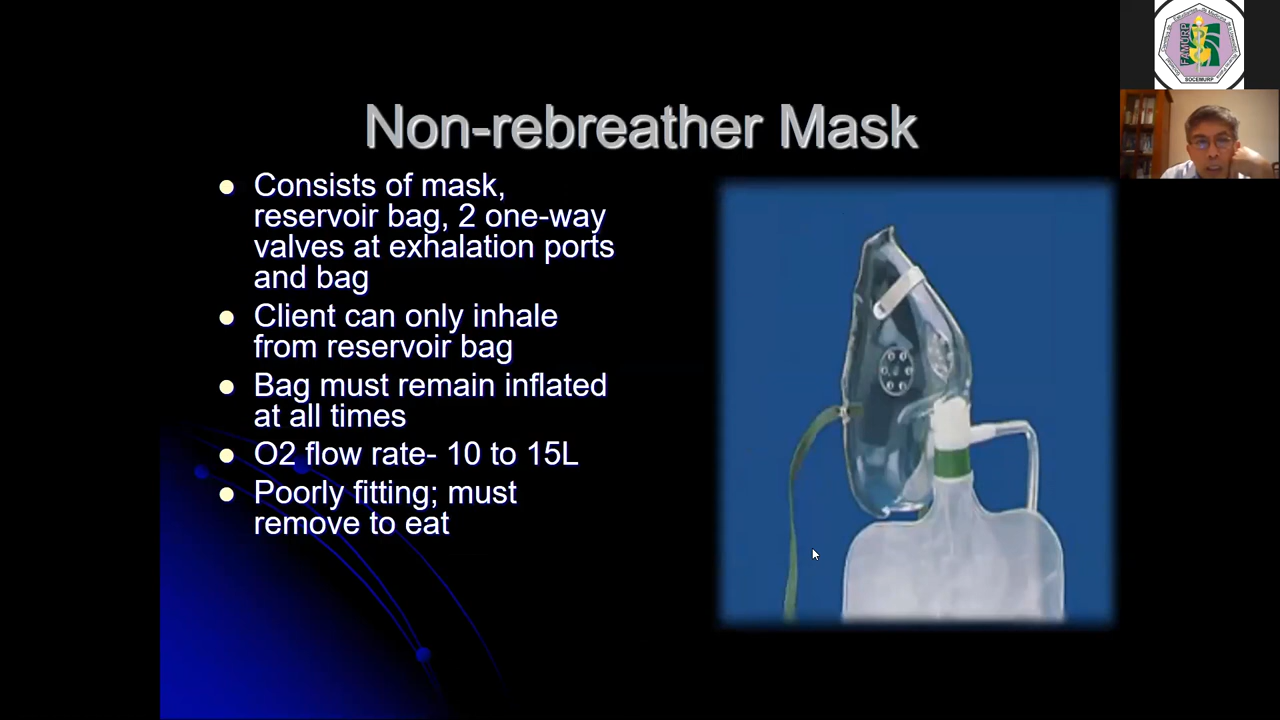 Non-rebreather Mask
Consists of mask,
reservoir bag, 2 one-way
valves at exhalation ports
and bag
Client can only inhale
from reservoir bag
Bag must remain inflated
at all times
O2 flow rate- 10 to 15L
Poorly fitting; must
remove to eat
FAMURP
SOCEMURP